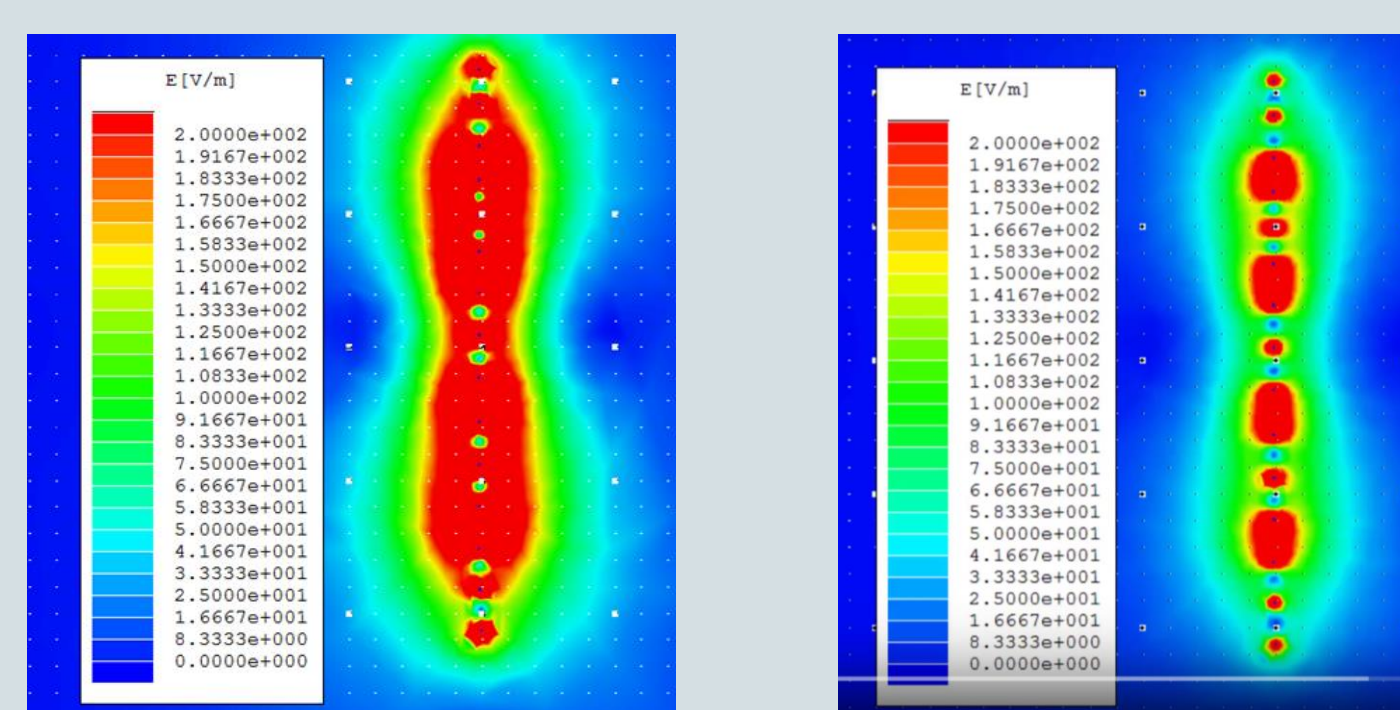 E[V/m]
2.0000e+002
1.9167e+002
1.8333e+002
1.7500e+002
1.6667e+002
1.5833e+002
1.5000e+002
1.4167e+002
1.3333e+002
1.2500e+002
1.1667e+002
1.0833e+002
1.0000e+002
9.1667e+001
8.3333e+001
7.5000e+001
6.6667e+001
5.8333e+001
5.0000e+001
4.1667e+001
3.3333e+001
2.5000e+001
1.6667e+001
8.3333e+000
0.0000e+000
E[V/m]
2.0000e+002
1.9167e+002
1.8333e+002
1.7500e+002
1.6667e+002
1.5833e+002
1.5000e+002
1.4167e+002
1.3333e+002
1.2500e+002
1.1667e+002
1.0833e+002
1.0000e+002
9.1667e+001
8.3333e+001
7.5000e+001
6.6667e+001
5.8333e+001
5.0000e+001
4.1667e+001
3.3333e+001
2.5000e+001
1.6667e+001
8.3333e+000
0.0000e+000